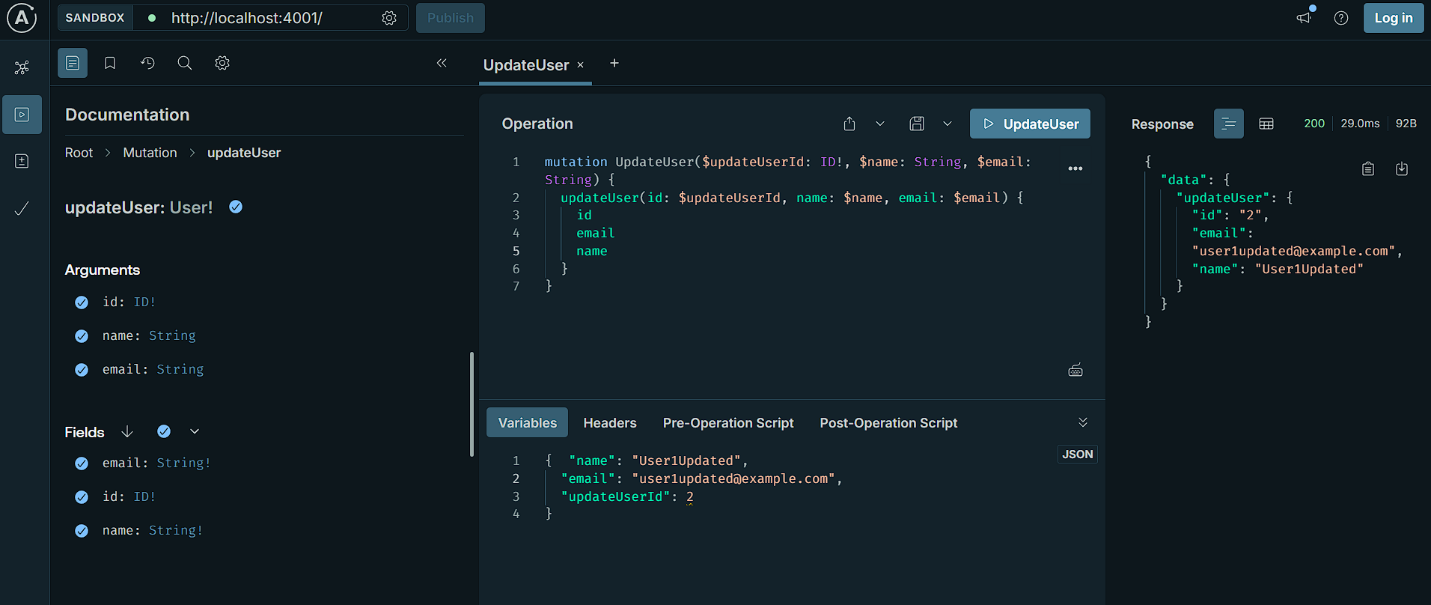 A
SANDBOX
http://localhost:4001/
Publish
Log in
UpdateUser ×
+
Documentation
Root > Mutation > updateUser
updateUser: User!
Arguments
id: ID!
name: String
email: String
Fields
email: String!
id: ID!
name: String!
Operation
UpdateUser
1 mutation UpdateUser($updateUserId: ID!, $name: String, $email:
String) {
2 updateUser(id: $updateUserId, name: $name, email: $email) {
3 id
4 email
5 name
6 }
7 }
Variables Headers Pre-Operation Script Post-Operation Script
JSON
1 { "name": "User1Updated",
2 "email": "user1updated@example.com",
3 "updateUserId": 2
4 }
Response
200 29.0ms 92B
{
"data": {
"updateUser": {
"id": "2",
"email":
"user1updated@example.com",
"name": "User1Updated"
}
}
}